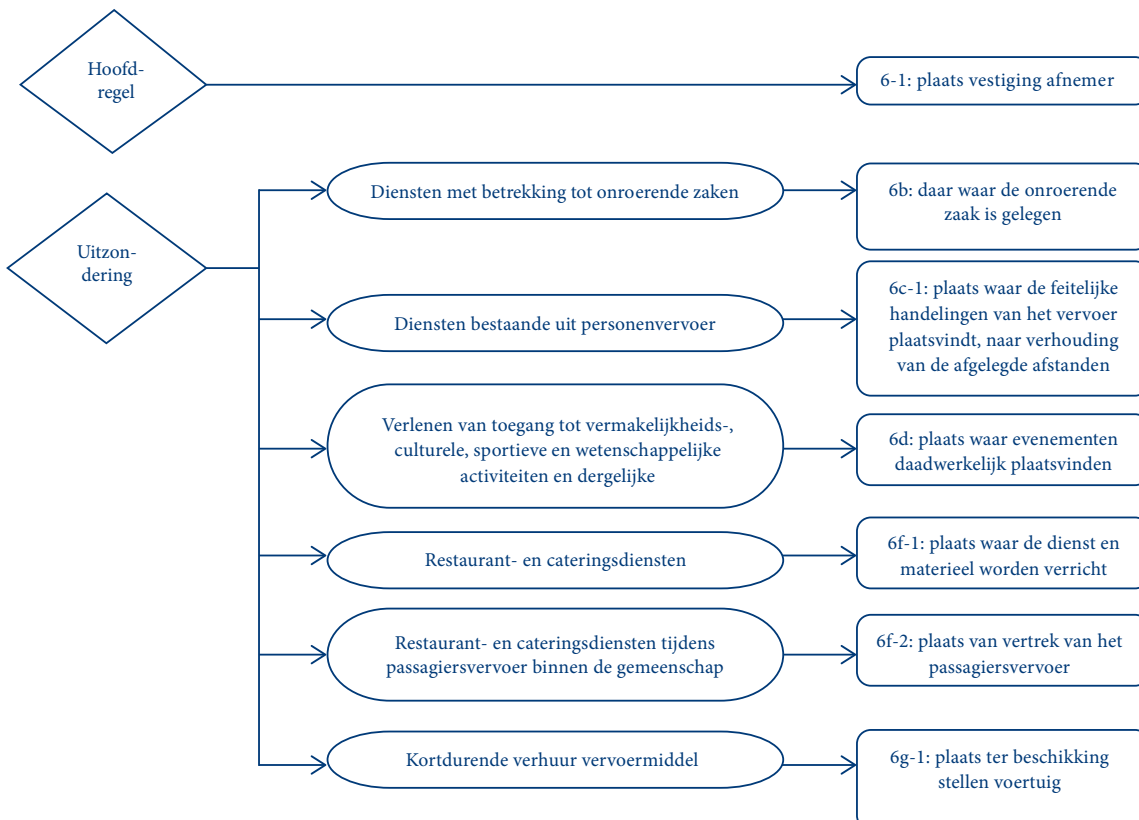 Hoofd-
regel
6-1: plaats vestiging afnemer
Uitzon-
dering
Diensten met betrekking tot onroerende zaken
6b: daar waar de onroerende
zaak is gelegen
Diensten bestaande uit personenvervoer
6c-1: plaats waar de feitelijke
handelingen van het vervoer
plaatsvindt, naar verhouding
van de afgelegde afstanden
Verlenen van toegang tot vermakelijkheids-,
culturele, sportieve en wetenschappelijke
activiteiten en dergelijke
6d: plaats waar evenementen
daadwerkelijk plaatsvinden
Restaurant- en cateringsdiensten
6f-1: plaats waar de dienst en
materieel worden verricht
Restaurant- en cateringsdiensten tijdens
passagiersvervoer binnen de gemeenschap
6f-2: plaats van vertrek van het
passagiersvervoer
Kortdurende verhuur vervoermiddel
6g-1: plaats ter beschikking
stellen voertuig